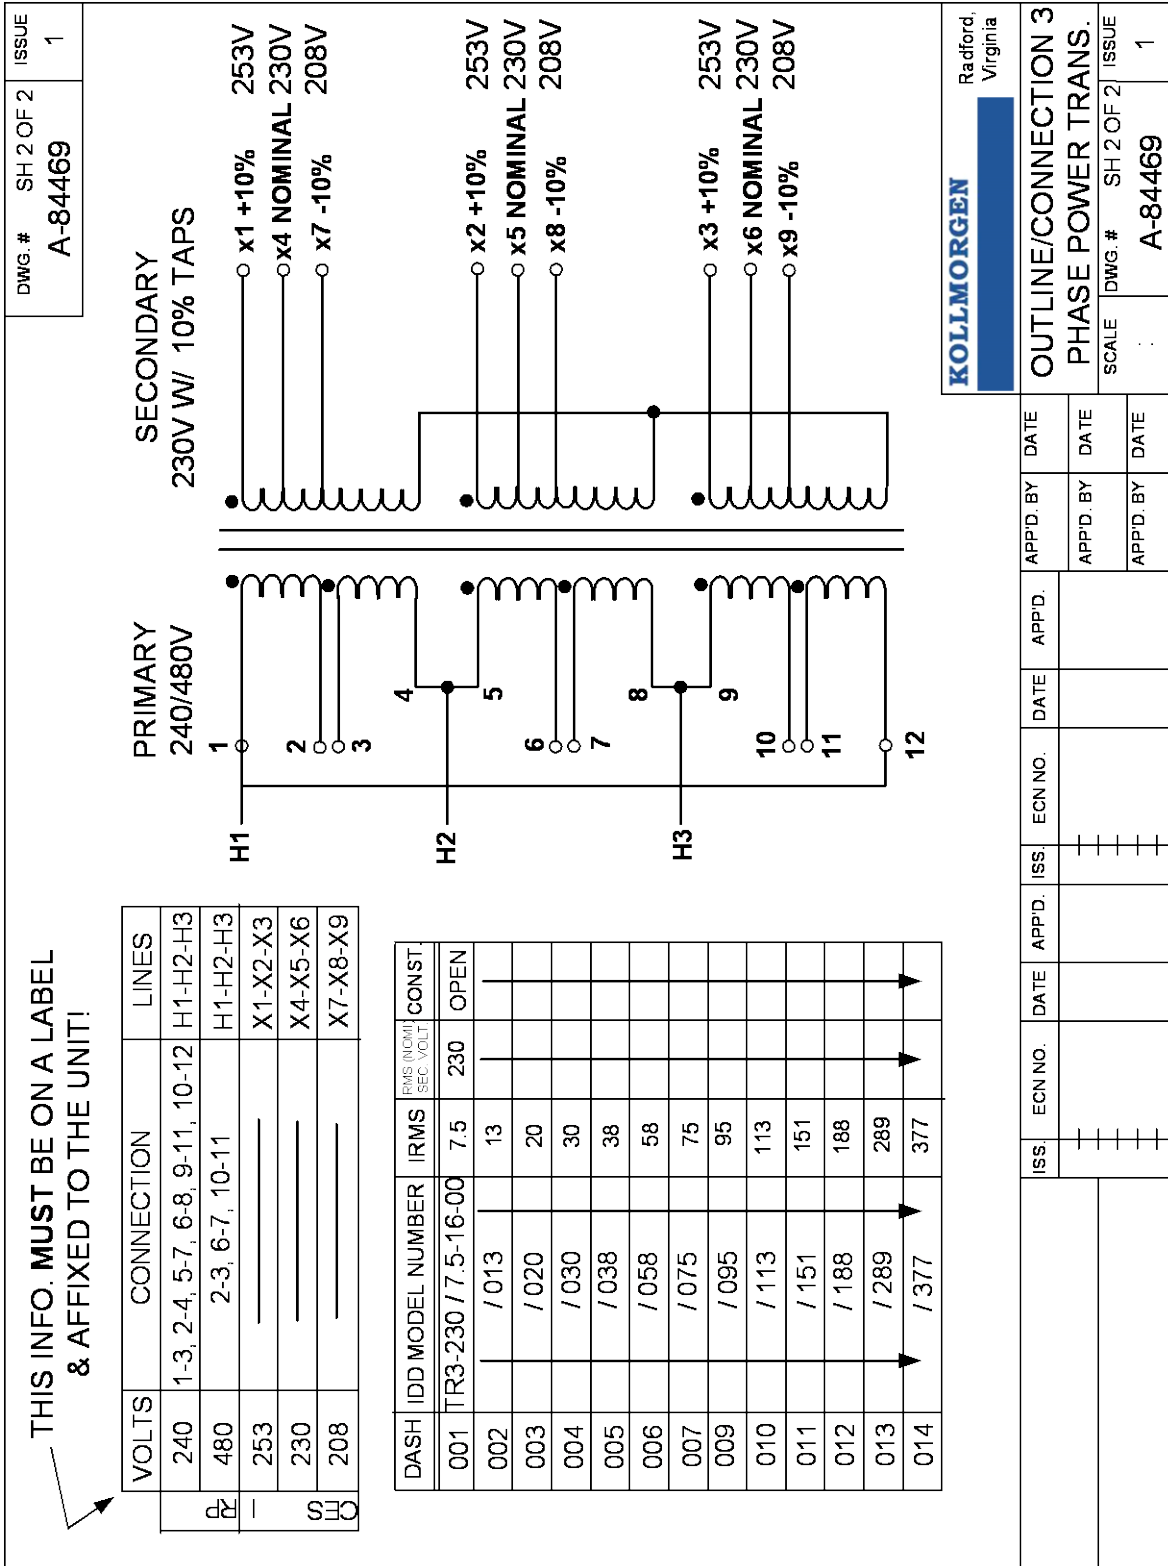 THIS INFO. MUST BE ON A LABEL
& AFFIXED TO THE UNIT!
DWG. # SH 2 OF 2 ISSUE
A-84469 1
VOLTS CONNECTION LINES
240 1-3, 2-4, 5-7, 6-8, 9-11, 10-12 H1-H2-H3
480 2-3, 6-7, 10-11 H1-H2-H3
253 X1-X2-X3
230 X4-X5-X6
208 X7-X8-X9
RP
I
CES
PRIMARY
240/480V
SECONDARY
230V W/ 10% TAPS
H1
H2
H3
1
2
3
4
5
6
7
8
9
10
11
12
x1 +10% 253V
x4 NOMINAL 230V
x7 -10% 208V
x2 +10% 253V
x5 NOMINAL 230V
x8 -10% 208V
x3 +10% 253V
x6 NOMINAL 230V
x9 -10% 208V
DASH IDD MODEL NUMBER IRMS RMS (NOMI) SEC. VOLT. CONST.
001 TR3-230 / 7.5-16-00 7.5 230 OPEN
002 / 013 13
003 / 020 20
004 / 030 30
005 / 038 38
006 / 058 58
007 / 075 75
009 / 095 95
010 / 113 113
011 / 151 151
012 / 188 188
013 / 289 289
014 / 377 377
KOLLMORGEN Radford,
Virginia
OUTLINE/CONNECTION 3
PHASE POWER TRANS.
SCALE DWG. # SH 2 OF 2 ISSUE
: A-84469 1
ISS. ECN NO. DATE APP'D. ISS. ECN NO. DATE APP'D. APP'D. BY DATE
APP'D. BY DATE
APP'D. BY DATE